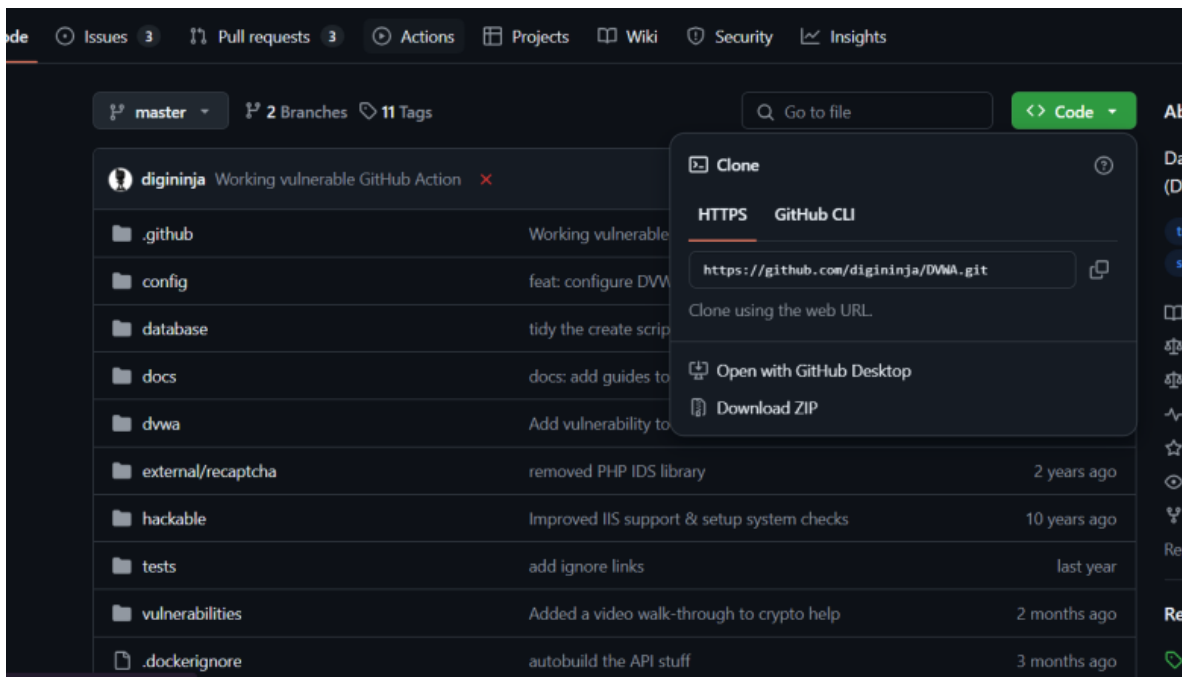 ode Issues 3 Pull requests 3 Actions Projects Wiki Security Insights
master 2 Branches 11 Tags Go to file Code Ab
digininja Working vulnerable GitHub Action
Clone
HTTPS GitHub CLI
https://github.com/digininja/DVWA.git
Clone using the web URL.
Open with GitHub Desktop
Download ZIP
.github Working vulnerable
config feat: configure DVW
database tidy the create scrip
docs docs: add guides to
dvwa Add vulnerability to
external/recaptcha removed PHP IDS library 2 years ago
hackable Improved IIS support & setup system checks 10 years ago
tests add ignore links last year
vulnerabilities Added a video walk-through to crypto help 2 months ago
.dockerignore autobuild the API stuff 3 months ago
Da
(D
t
s
Re
Re